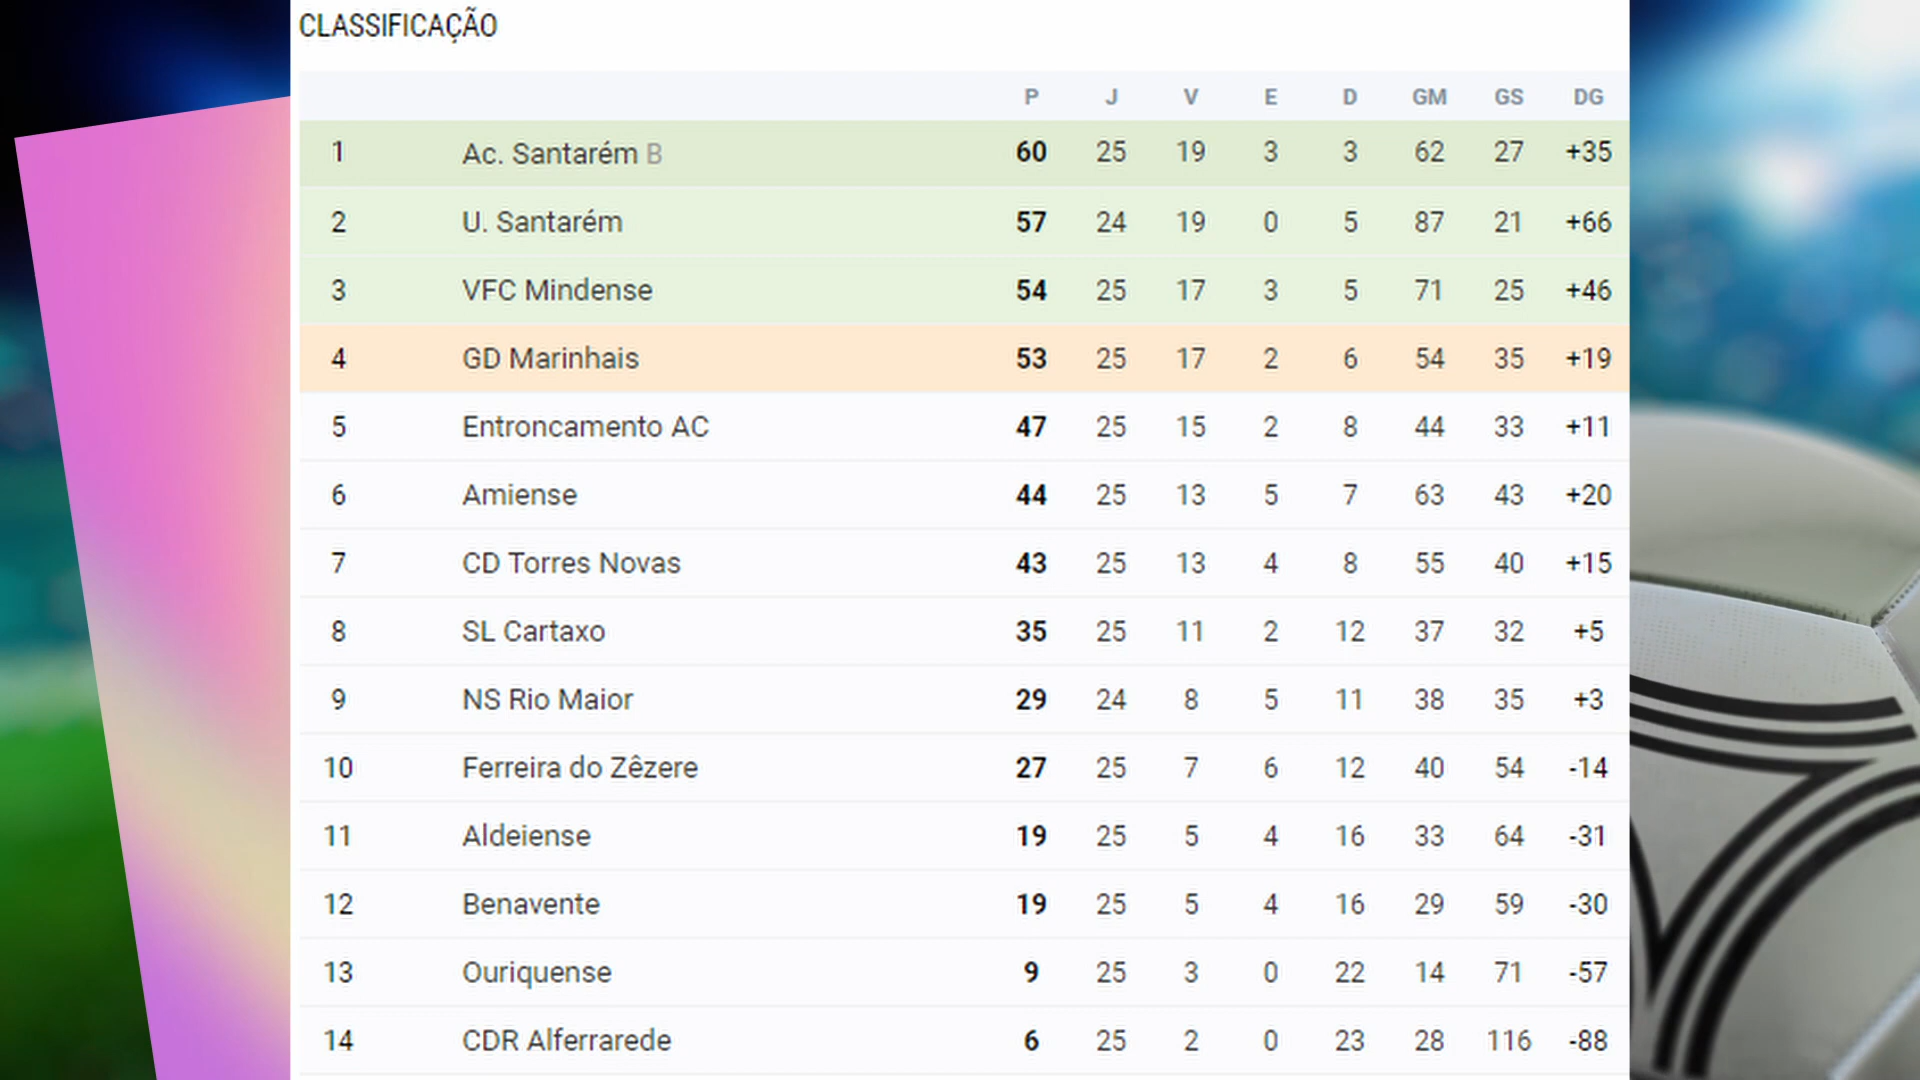 CLASSIFICAÇÃO
P J V E D GM GS DG
1 Ac. Santarém B 60 25 19 3 3 62 27 +35
2 U. Santarém 57 24 19 0 5 87 21 +66
3 VFC Mindense 54 25 17 3 5 71 25 +46
4 GD Marinhais 53 25 17 2 6 54 35 +19
5 Entroncamento AC 47 25 15 2 8 44 33 +11
6 Amiense 44 25 13 5 7 63 43 +20
7 CD Torres Novas 43 25 13 4 8 55 40 +15
8 SL Cartaxo 35 25 11 2 12 37 32 +5
9 NS Rio Maior 29 24 8 5 11 38 35 +3
10 Ferreira do Zêzere 27 25 7 6 12 40 54 -14
11 Aldeiense 19 25 5 4 16 33 64 -31
12 Benavente 19 25 5 4 16 29 59 -30
13 Ouriquense 9 25 3 0 22 14 71 -57
14 CDR Alferrarede 6 25 2 0 23 28 116 -88